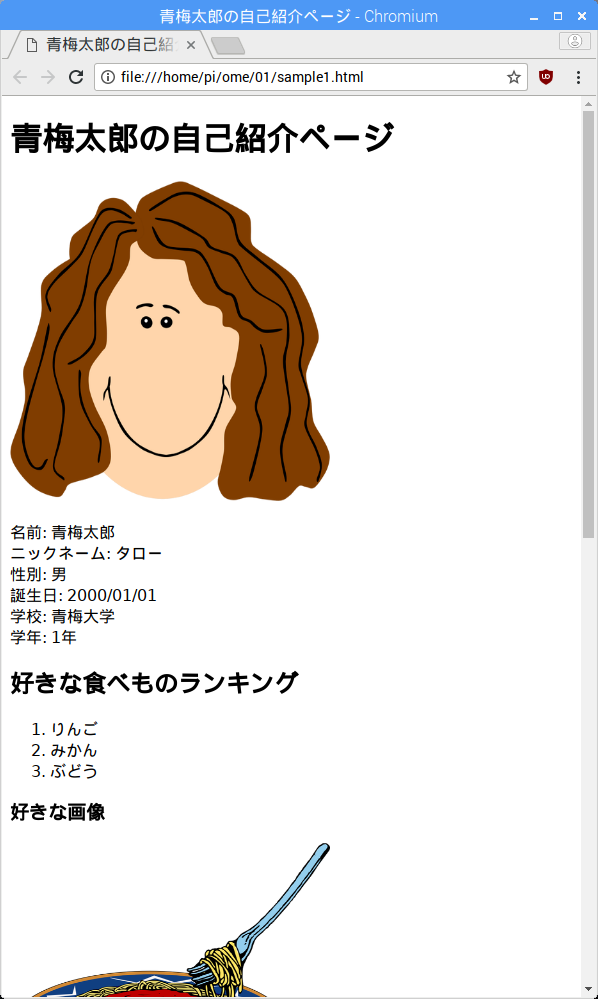 青梅太郎の自己紹介ページ - Chromium
青梅太郎の自己紹
file:///home/pi/ome/01/sample1.html
青梅太郎の自己紹介ページ
名前: 青梅太郎
ニックネーム: タロー
性別: 男
誕生日: 2000/01/01
学校: 青梅大学
学年: 1年
好きな食べものランキング
1. りんご
2. みかん
3. ぶどう
好きな画像